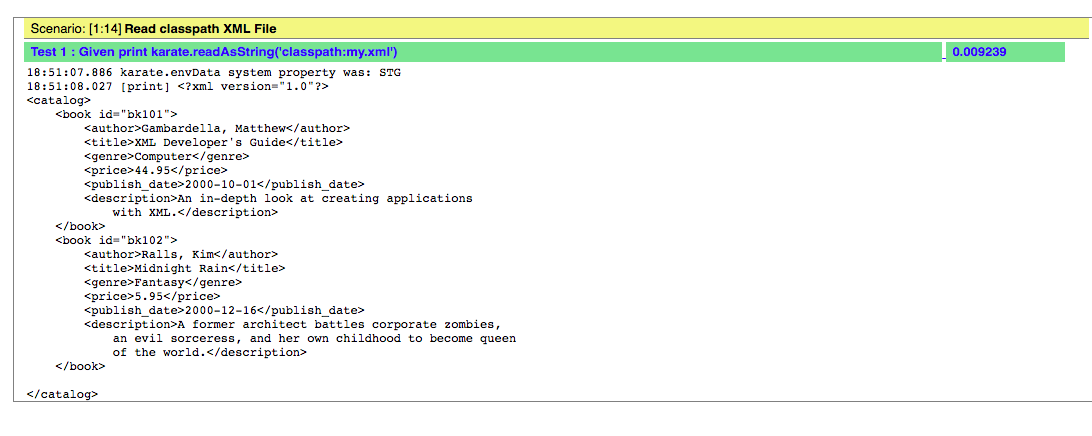 Scenario: [1:14] Read classpath XML File
Test 1 : Given print karate.readAsString('classpath:my.xml') 0.009239
18:51:07.886 karate.envData system property was: STG
18:51:08.027 [print] <?xml version="1.0"?>
<catalog>
    <book id="bk101">
        <author>Gambardella, Matthew</author>
        <title>XML Developer's Guide</title>
        <genre>Computer</genre>
        <price>44.95</price>
        <publish_date>2000-10-01</publish_date>
        <description>An in-depth look at creating applications
            with XML.</description>
    </book>
    <book id="bk102">
        <author>Ralls, Kim</author>
        <title>Midnight Rain</title>
        <genre>Fantasy</genre>
        <price>5.95</price>
        <publish_date>2000-12-16</publish_date>
        <description>A former architect battles corporate zombies,
            an evil sorceress, and her own childhood to become queen
            of the world.</description>
    </book>
</catalog>